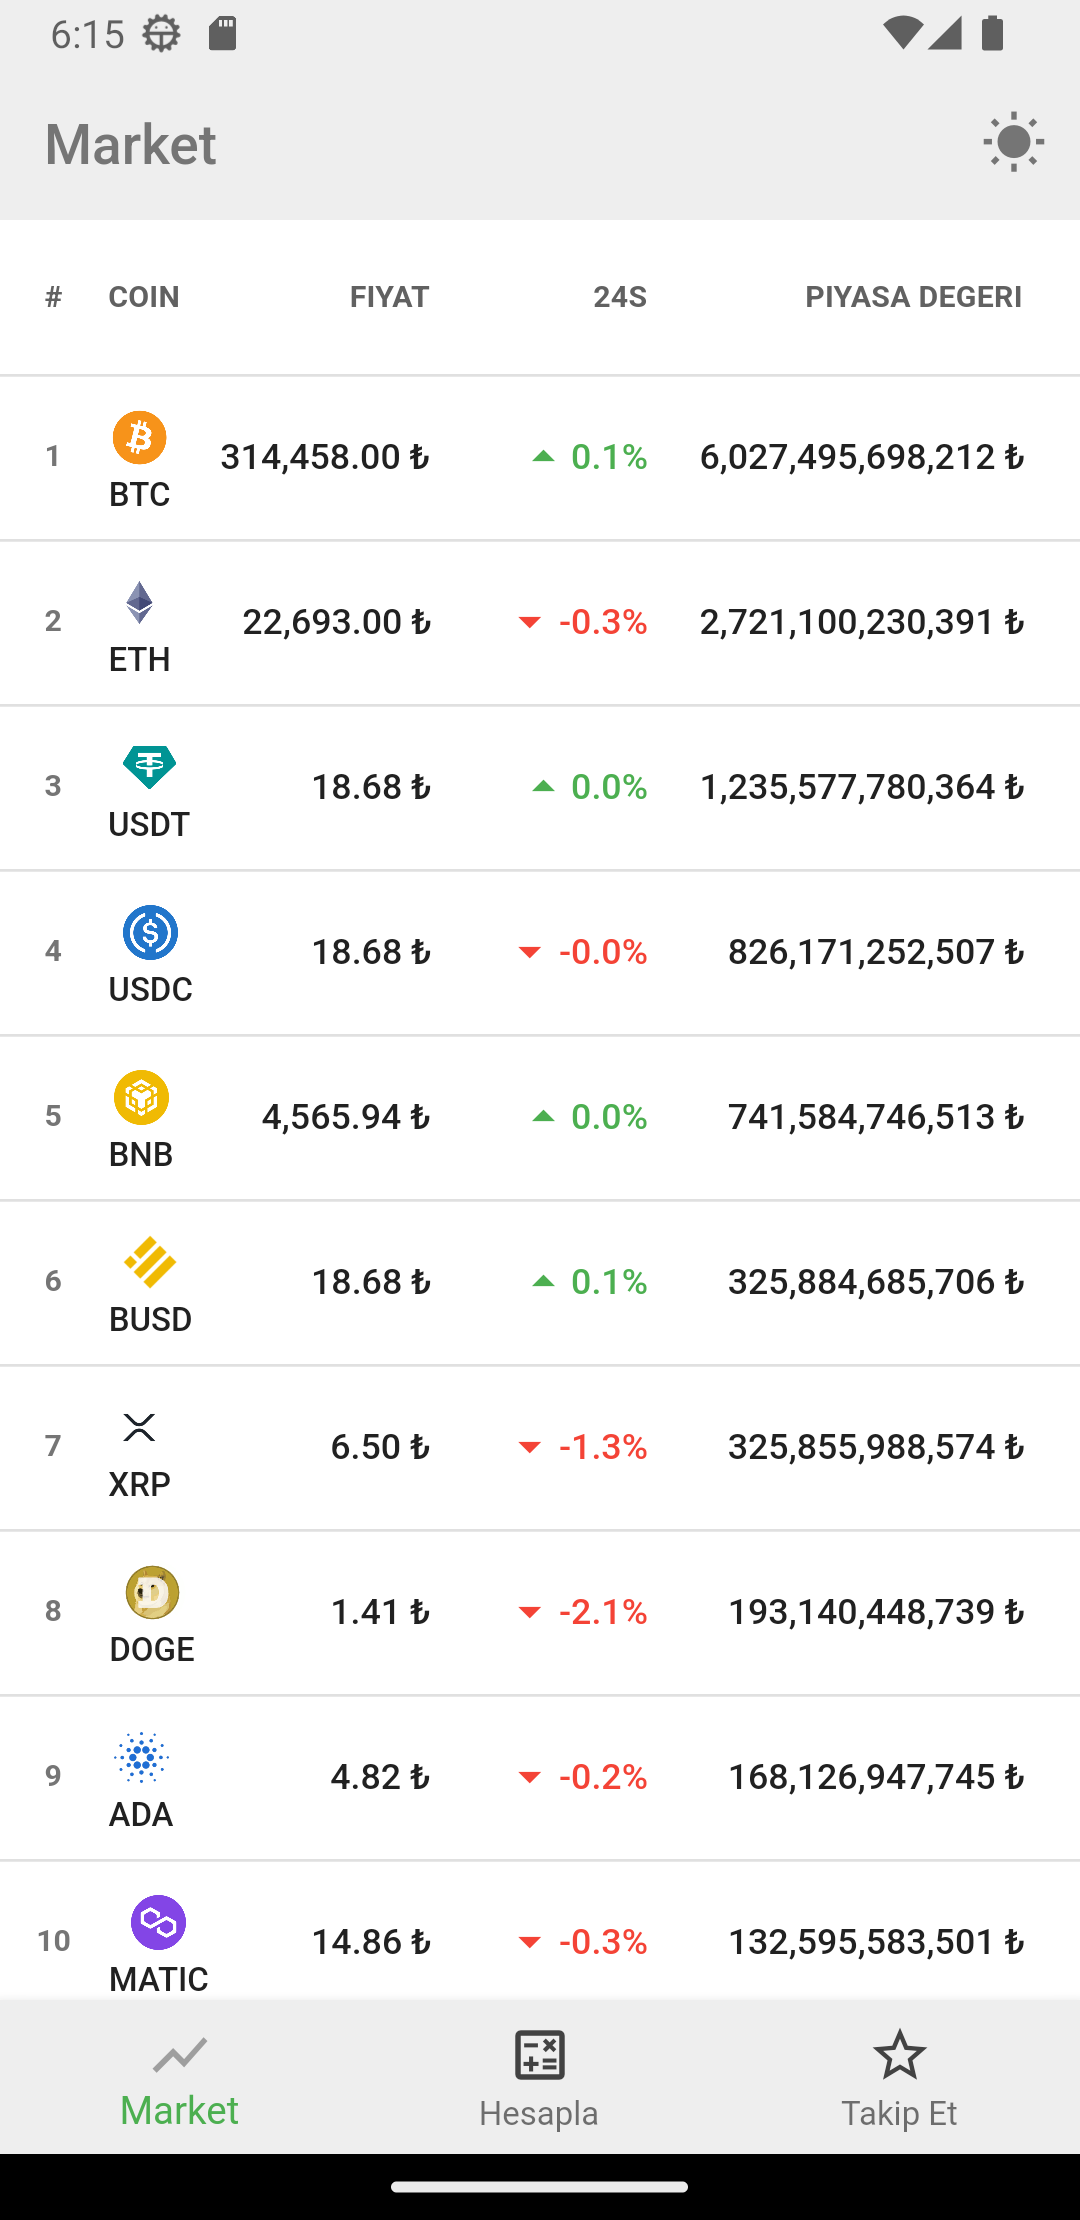 6:15
Market
# COIN FIYAT 24S PIYASA DEGERI
1 BTC 314,458.00 ₺ 0.1% 6,027,495,698,212 ₺
2 ETH 22,693.00 ₺ -0.3% 2,721,100,230,391 ₺
3 USDT 18.68 ₺ 0.0% 1,235,577,780,364 ₺
4 USDC 18.68 ₺ -0.0% 826,171,252,507 ₺
5 BNB 4,565.94 ₺ 0.0% 741,584,746,513 ₺
6 BUSD 18.68 ₺ 0.1% 325,884,685,706 ₺
7 XRP 6.50 ₺ -1.3% 325,855,988,574 ₺
8 DOGE 1.41 ₺ -2.1% 193,140,448,739 ₺
9 ADA 4.82 ₺ -0.2% 168,126,947,745 ₺
10 MATIC 14.86 ₺ -0.3% 132,595,583,501 ₺
Market Hesapla Takip Et